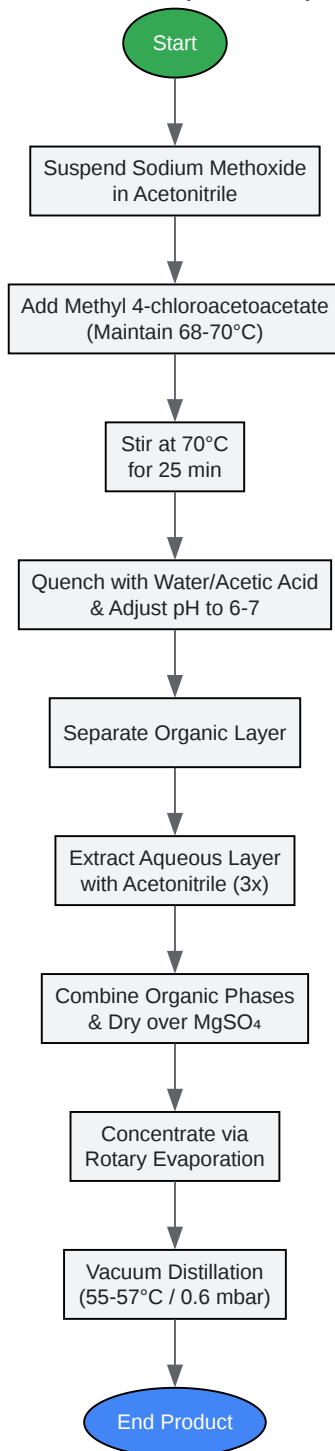 Start
Suspend Sodium Methoxide
in Acetonitrile
Add Methyl 4-chloroacetoacetate
(Maintain 68-70°C)
Stir at 70°C
for 25 min
Quench with Water/Acetic Acid
& Adjust pH to 6-7
Separate Organic Layer
Extract Aqueous Layer
with Acetonitrile (3x)
Combine Organic Phases
& Dry over MgSO₄
Concentrate via
Rotary Evaporation
Vacuum Distillation
(55-57°C / 0.6 mbar)
End Product